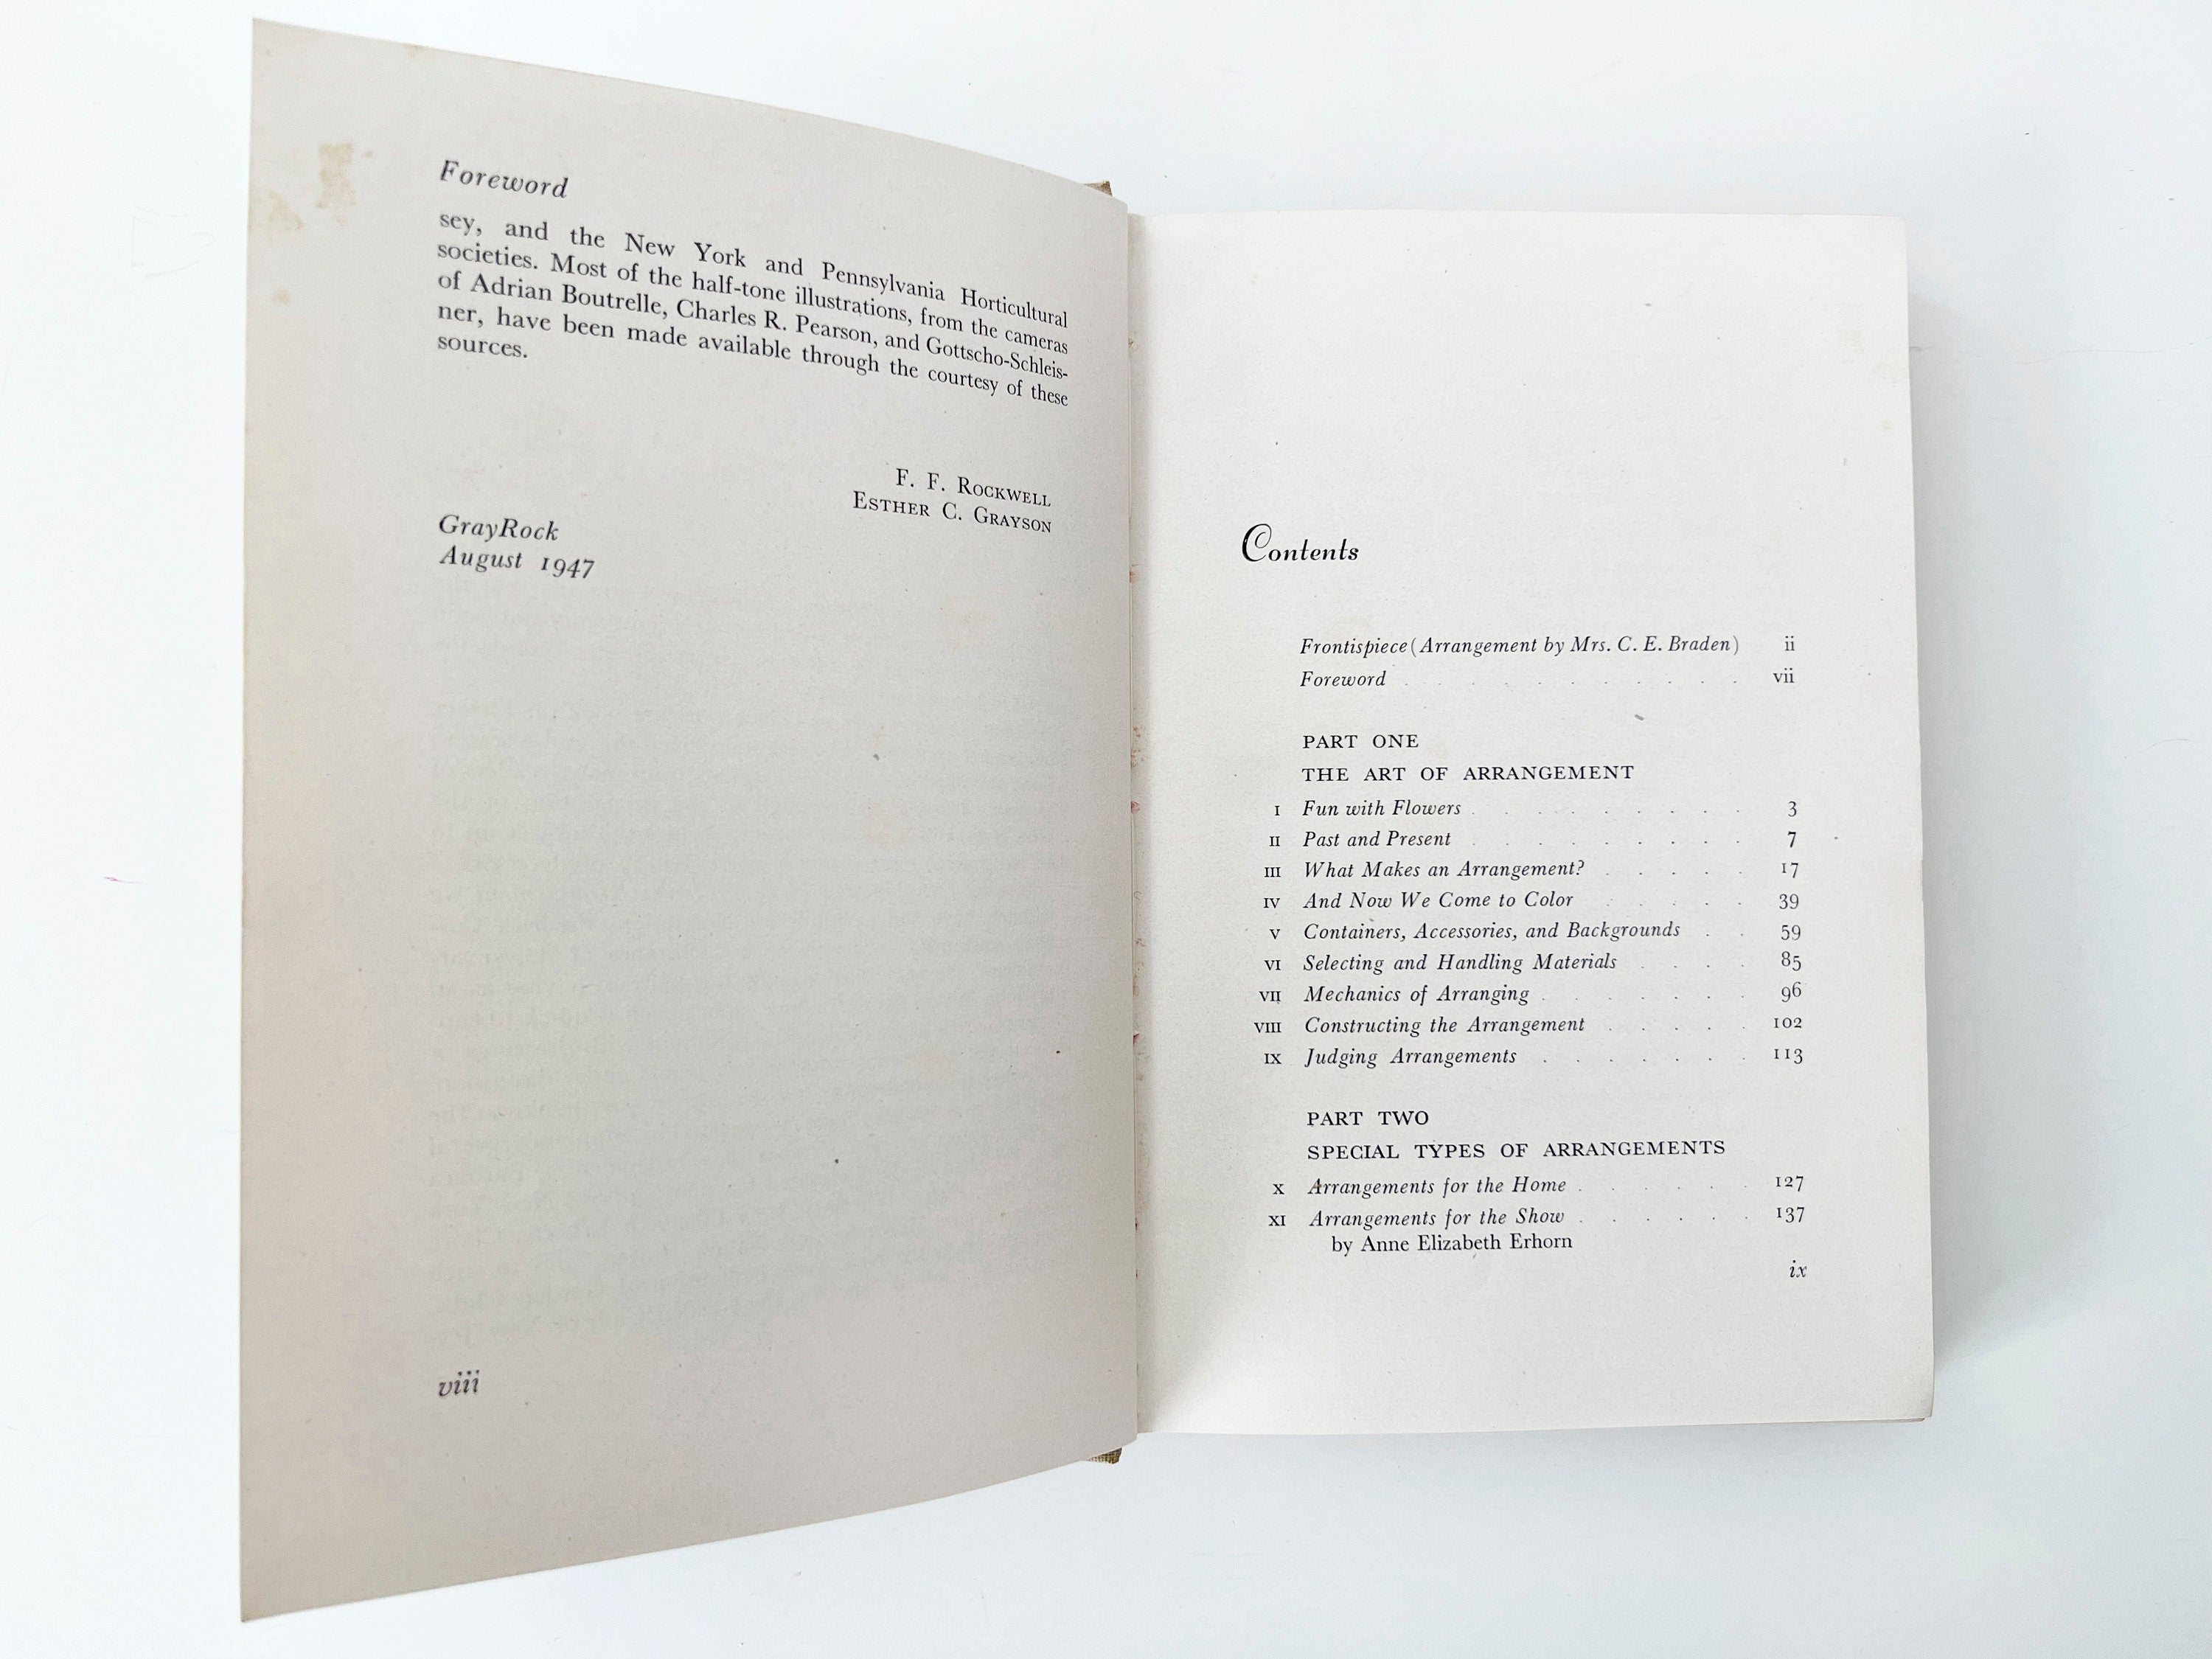 Foreword
sey, and the New York and Pennsylvania Horticultural
societies. Most of the half-tone illustrations, from the cameras
of Adrian Boutrelle, Charles R. Pearson, and Gottscho-Schleis-
ner, have been made available through the courtesy of these
sources.
F. F. ROCKWELL
ESTHER C. GRAYSON
GrayRock
August 1947
viii
Contents
Frontispiece (Arrangement by Mrs. C. E. Braden) ii
Foreword . . . . . . . . . . . vii
PART ONE
THE ART OF ARRANGEMENT
I Fun with Flowers . . . . . . . . . 3
II Past and Present . . . . . . . . . 7
III What Makes an Arrangement? . . . . . 17
IV And Now We Come to Color . . . . . 39
V Containers, Accessories, and Backgrounds . . 59
VI Selecting and Handling Materials . . . . 85
VII Mechanics of Arranging . . . . . . . 96
VIII Constructing the Arrangement . . . . . 102
IX Judging Arrangements . . . . . . . 113
PART TWO
SPECIAL TYPES OF ARRANGEMENTS
X Arrangements for the Home . . . . . . 127
XI Arrangements for the Show . . . . . . 137
by Anne Elizabeth Erhorn
ix